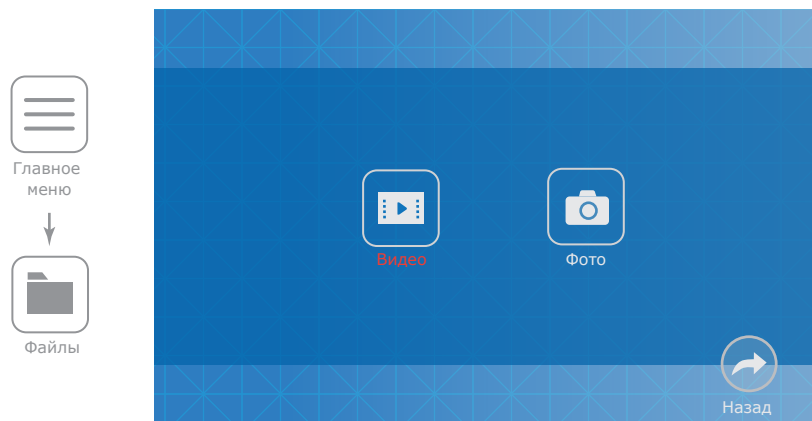 Главное
меню
Файлы
Видео
Фото
Назад